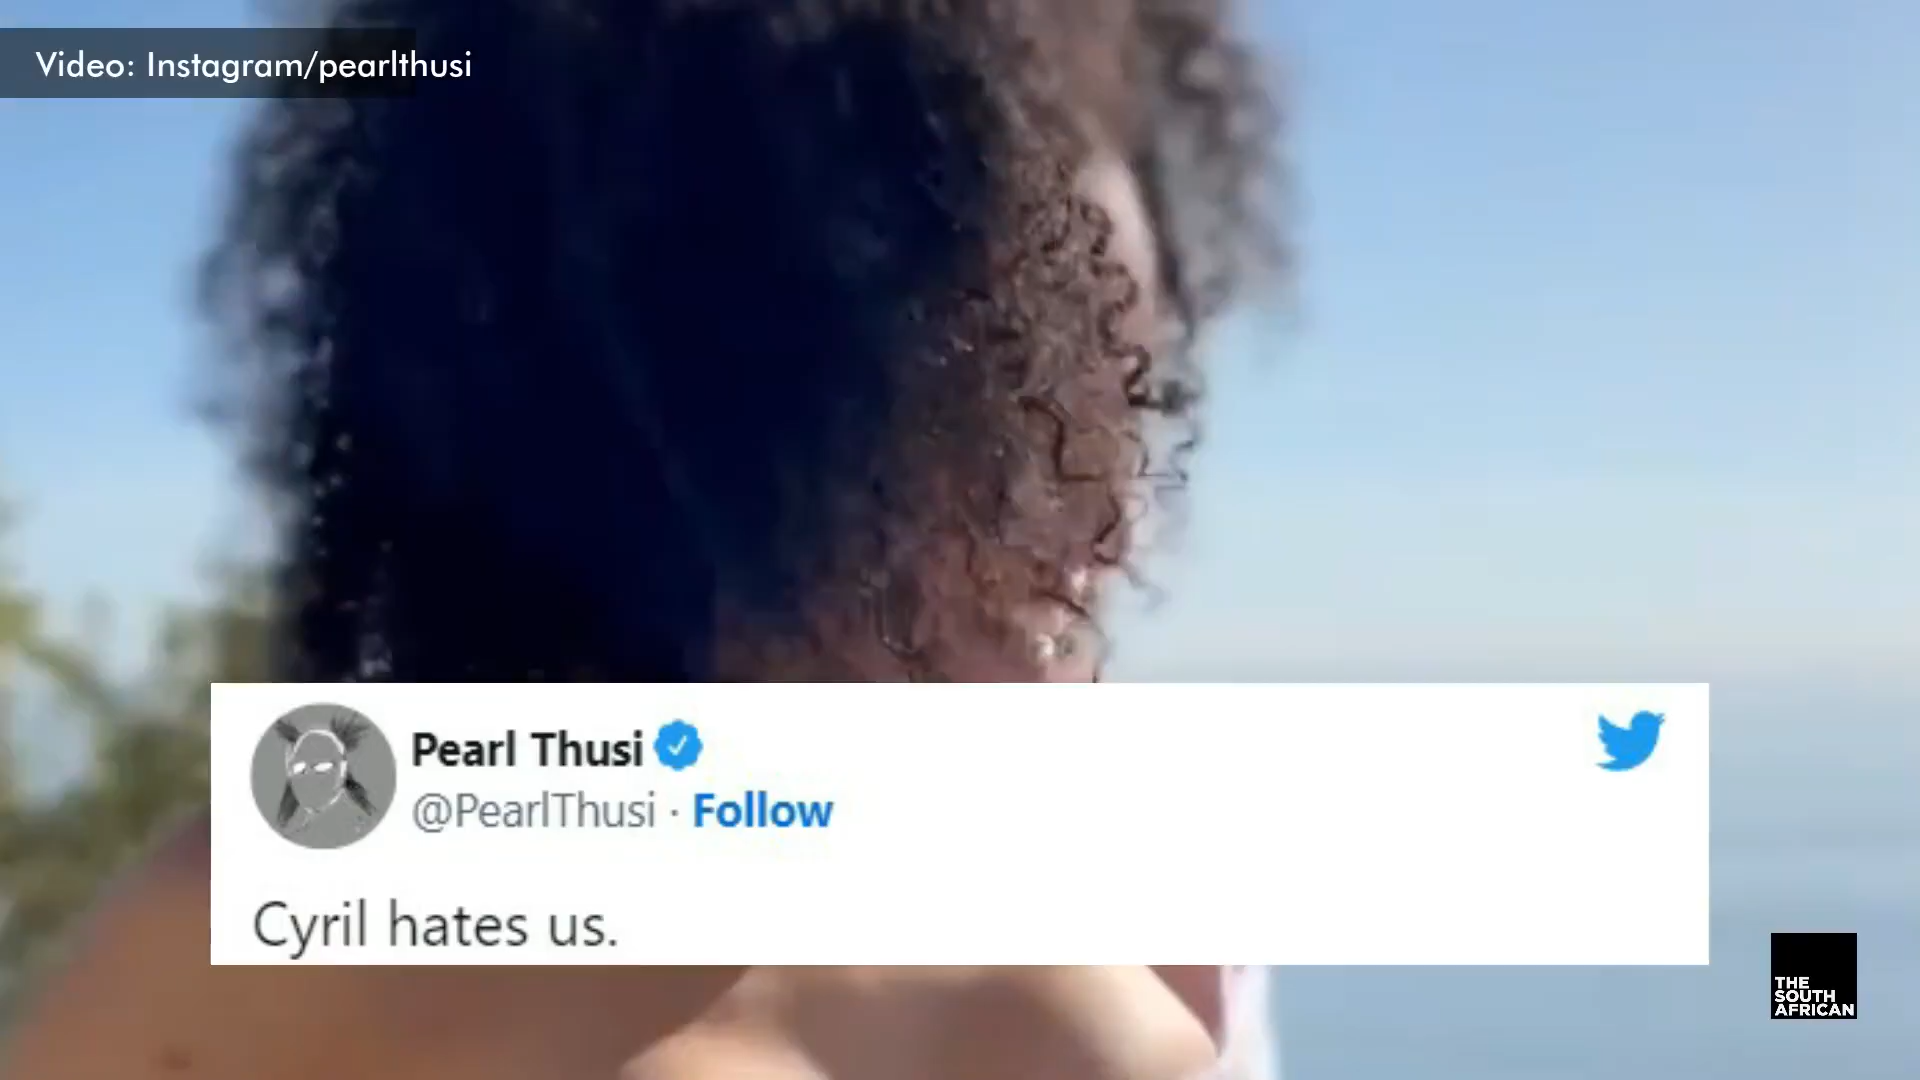 Video: Instagram/pearlthusi
Pearl Thusi
@PearlThusi · Follow
Cyril hates us.
THE
SOUTH
AFRICAN